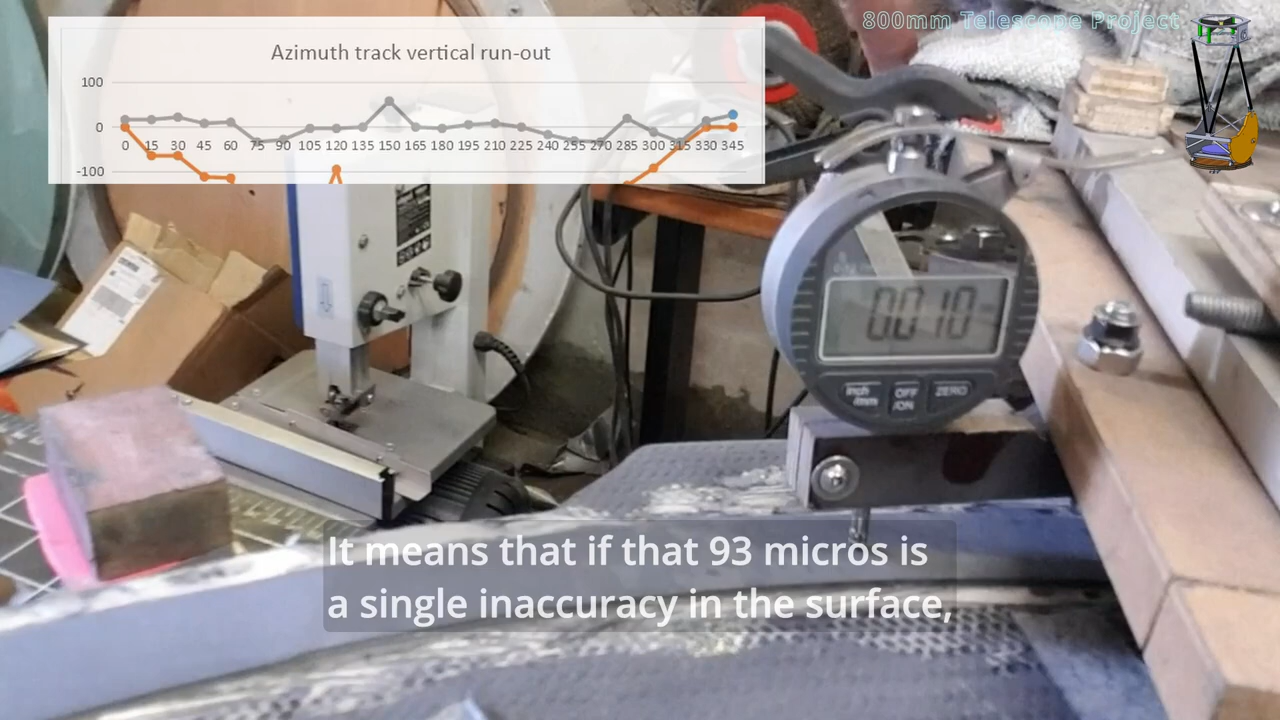 800mm Telescope Project
Azimuth track vertical run-out
100
0
0 15 30 45 60 75 90 105 120 135 150 165 180 195 210 225 240 255 270 285 300 315 330 345
-100
0.010
inch
/mm
OFF
/ON
ZERO
It means that if that 93 micros is
a single inaccuracy in the surface,